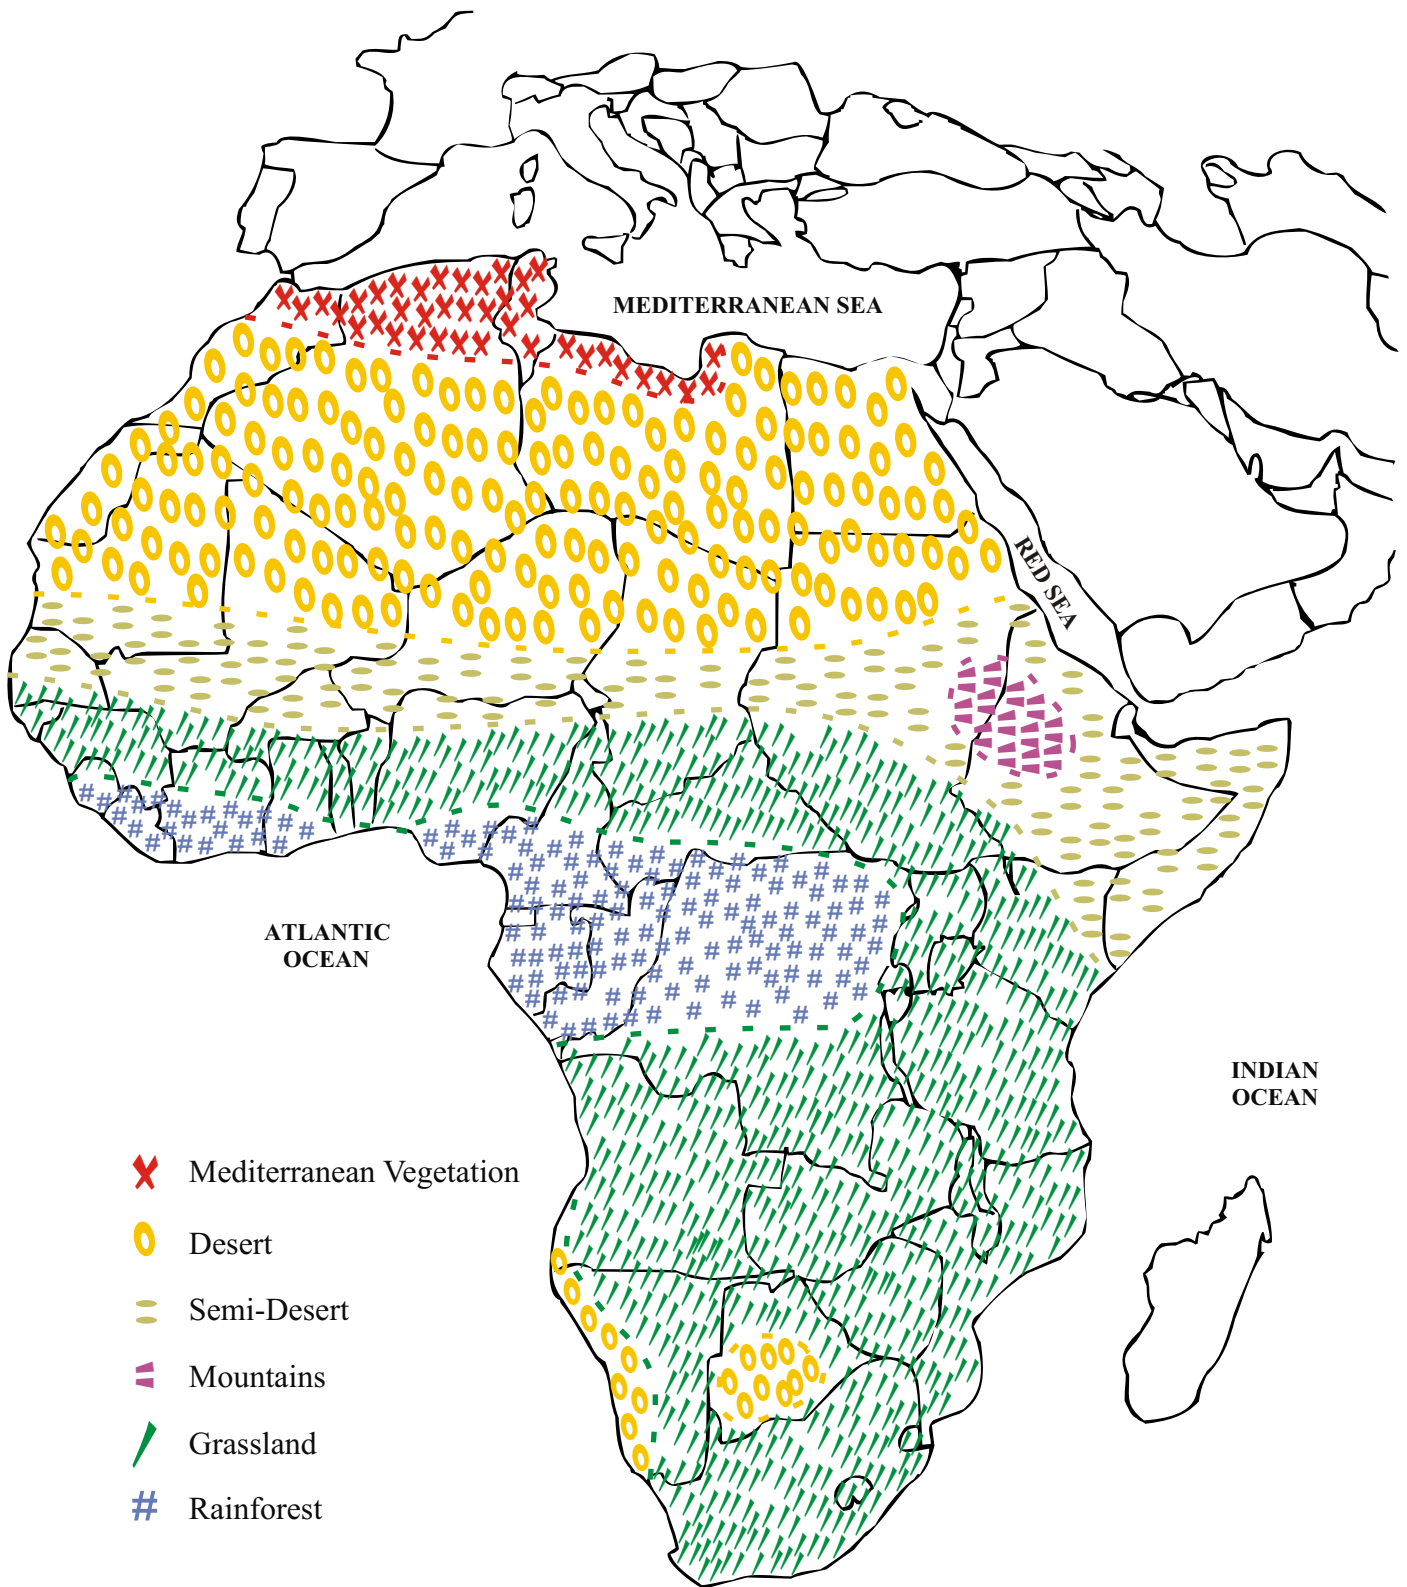 MEDITERRANEAN SEA
RED SEA
ATLANTIC
OCEAN
INDIAN
OCEAN
Mediterranean Vegetation
Desert
Semi-Desert
Mountains
Grassland
Rainforest